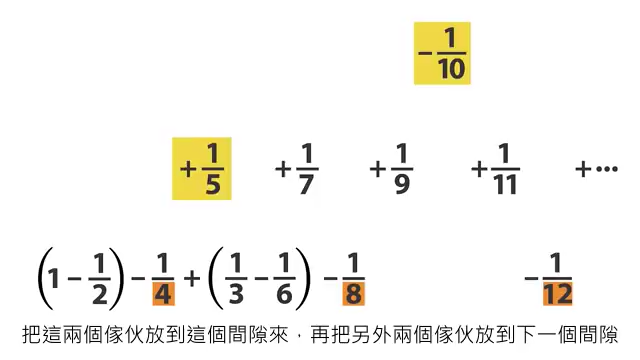 -1/10
+1/5 +1/7 +1/9 +1/11 +···
(1-1/2)-1/4+(1/3-1/6)-1/8 -1/12
把這兩個傢伙放到這個間隙來，再把另外兩個傢伙放到下一個間隙